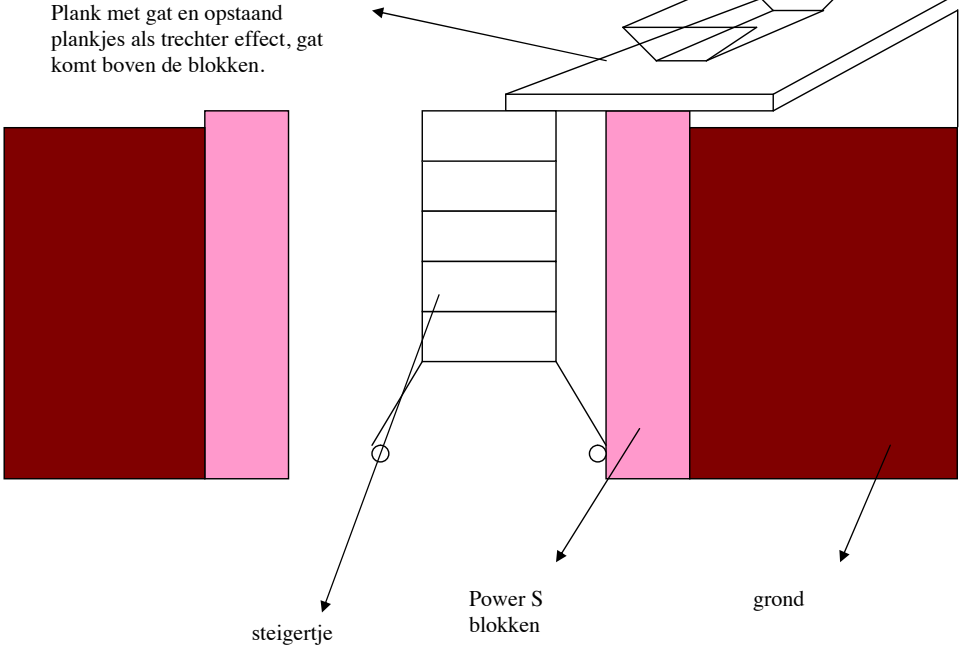 Plank met gat en opstaand
plankjes als trechter effect, gat
komt boven de blokken.
Power S
blokken
grond
steigertje